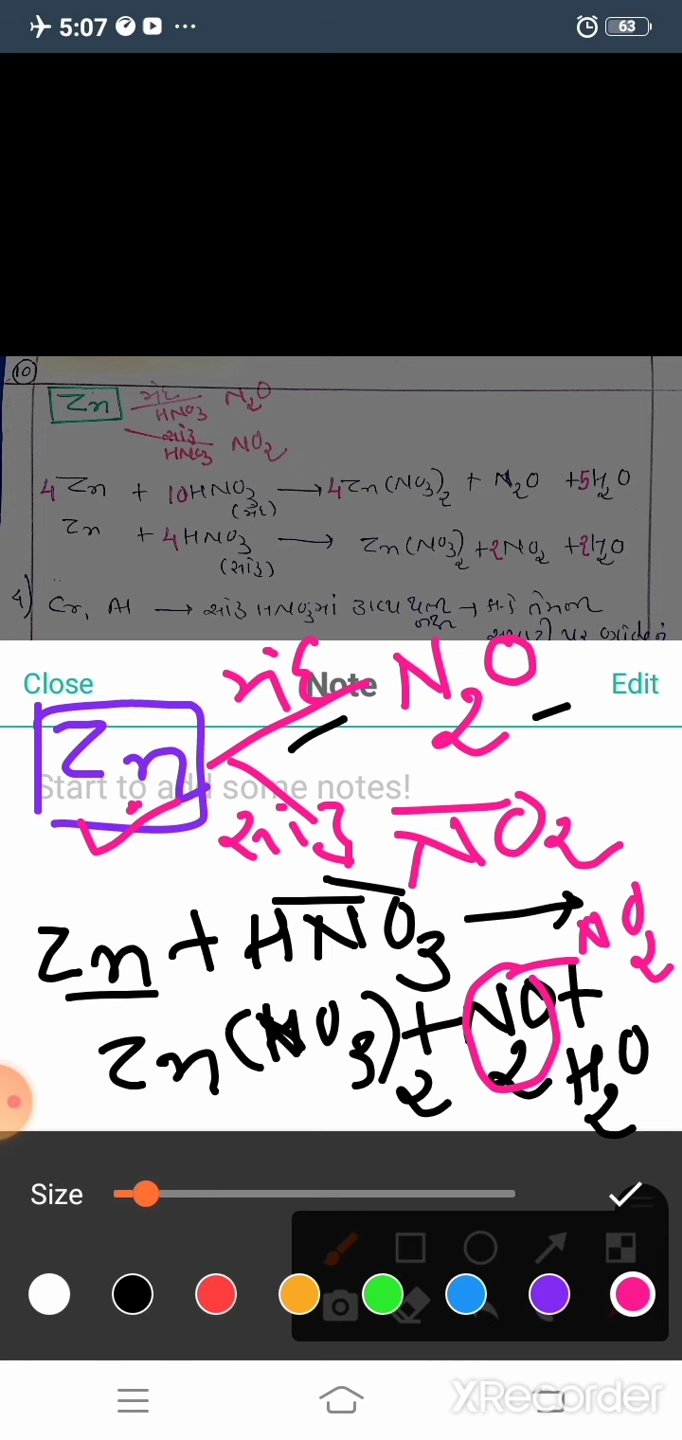 5:07 63
10
Zn મંદ HNO3 N2O
સાંદ્ર HNO3 NO2
4Zn + 10HNO3 → 4Zn(NO3)2 + N2O + 5H2O
(મંદ)
Zn + 4HNO3 → Zn(NO3)2 + 2NO2 + 2H2O
(સાંદ્ર)
4) Cr, Al → સાંદ્ર HNO3માં
પર
Close Note Edit
મંદ N2O
Zn
Start to add some notes!
સાંદ્ર NO2
Zn + HNO3 → NO2
Zn(NO3)2 + NO2 + H2O
Size
XRecorder